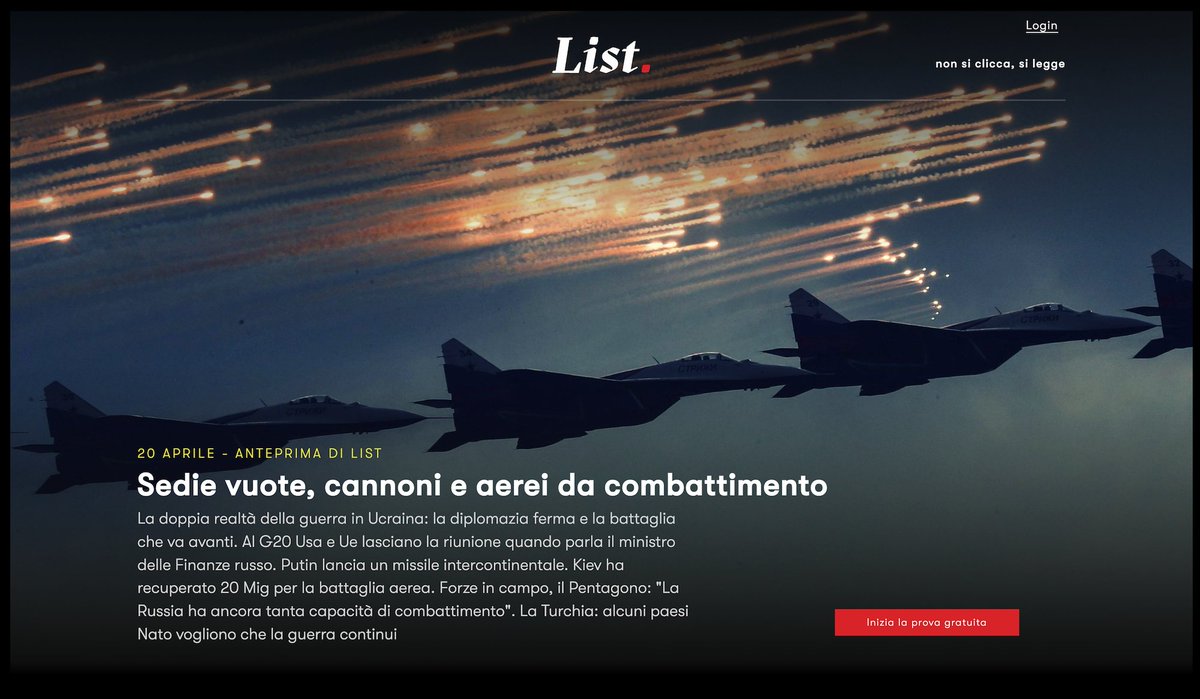 Login
List.
non si clicca, si legge
СТРИЖИ
СТРИЖИ
СТРИЖИ
20 APRILE - ANTEPRIMA DI LIST
Sedie vuote, cannoni e aerei da combattimento
La doppia realtà della guerra in Ucraina: la diplomazia ferma e la battaglia
che va avanti. Al G20 Usa e Ue lasciano la riunione quando parla il ministro
delle Finanze russo. Putin lancia un missile intercontinentale. Kiev ha
recuperato 20 Mig per la battaglia aerea. Forze in campo, il Pentagono: "La
Russia ha ancora tanta capacità di combattimento". La Turchia: alcuni paesi
Nato vogliono che la guerra continui
Inizia la prova gratuita